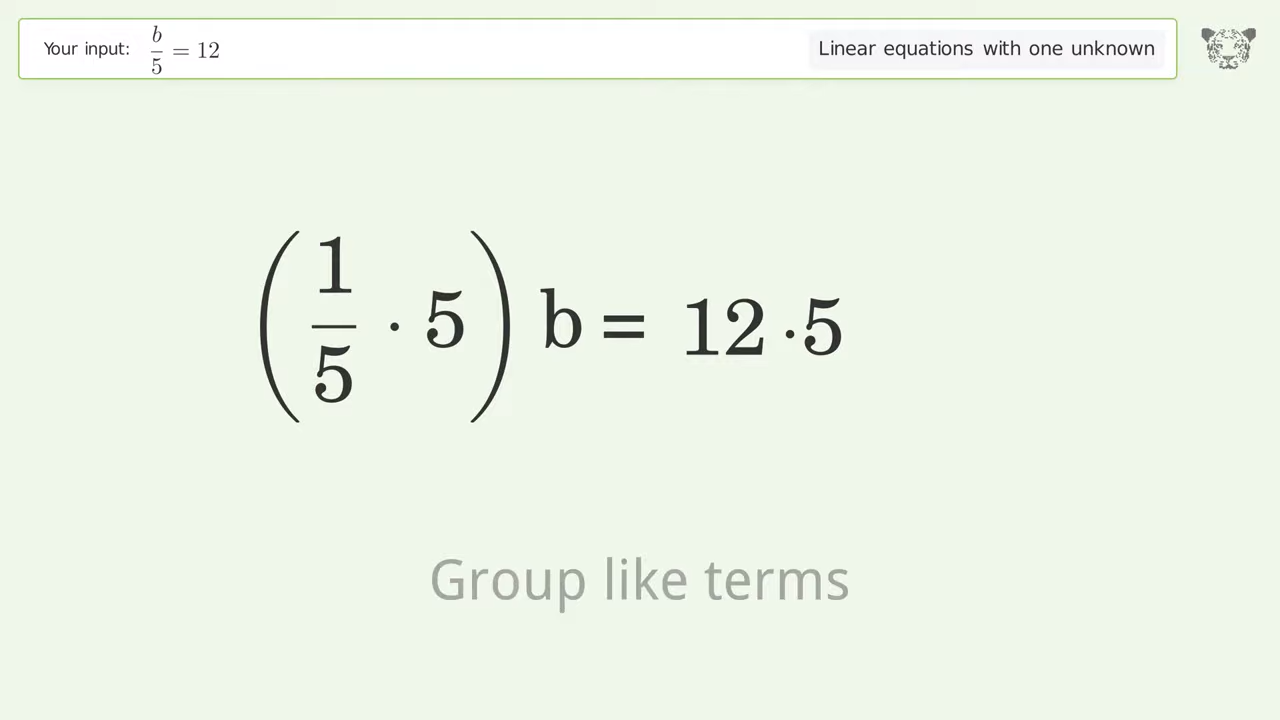 Your input: b/5 = 12
Linear equations with one unknown
(1/5 · 5) b = 12 · 5
Group like terms